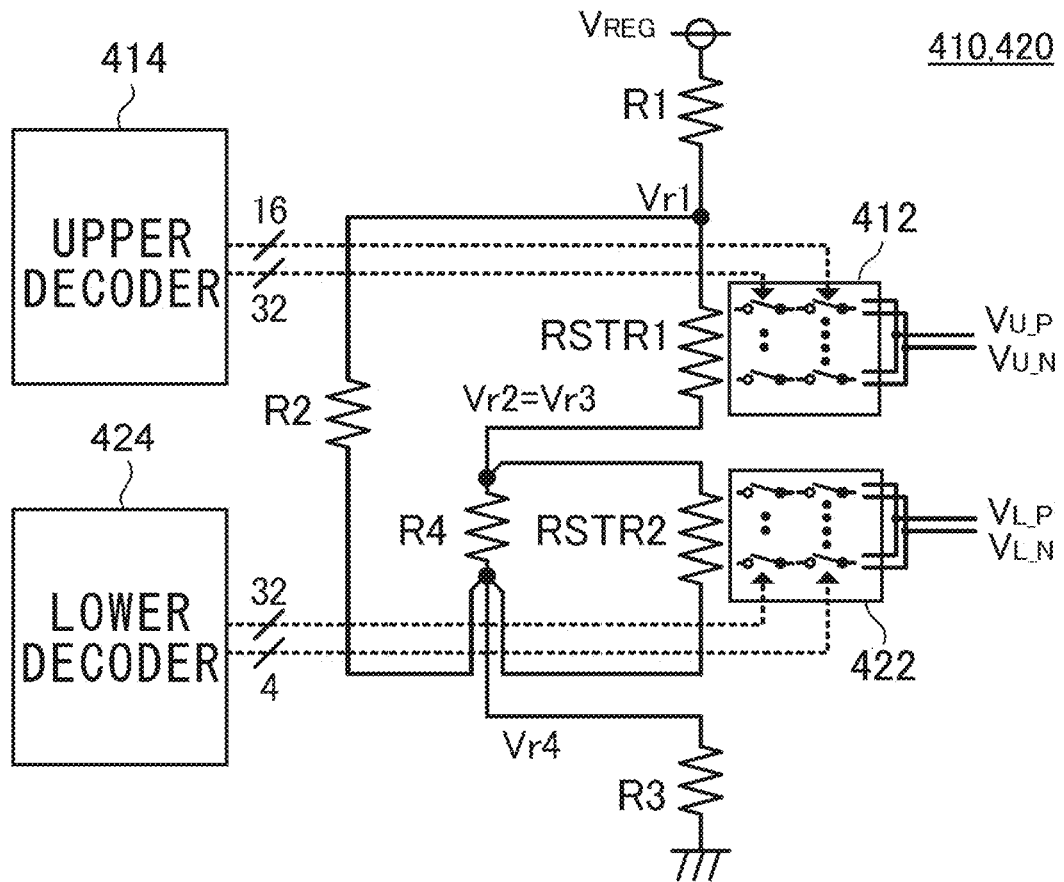 VREG
410,420
414
R1
Vr1
16
32
412
UPPER
DECODER
RSTR1
VU_P
VU_N
R2
Vr2=Vr3
424
R4
RSTR2
VL_P
VL_N
32
4
LOWER
DECODER
422
Vr4
R3